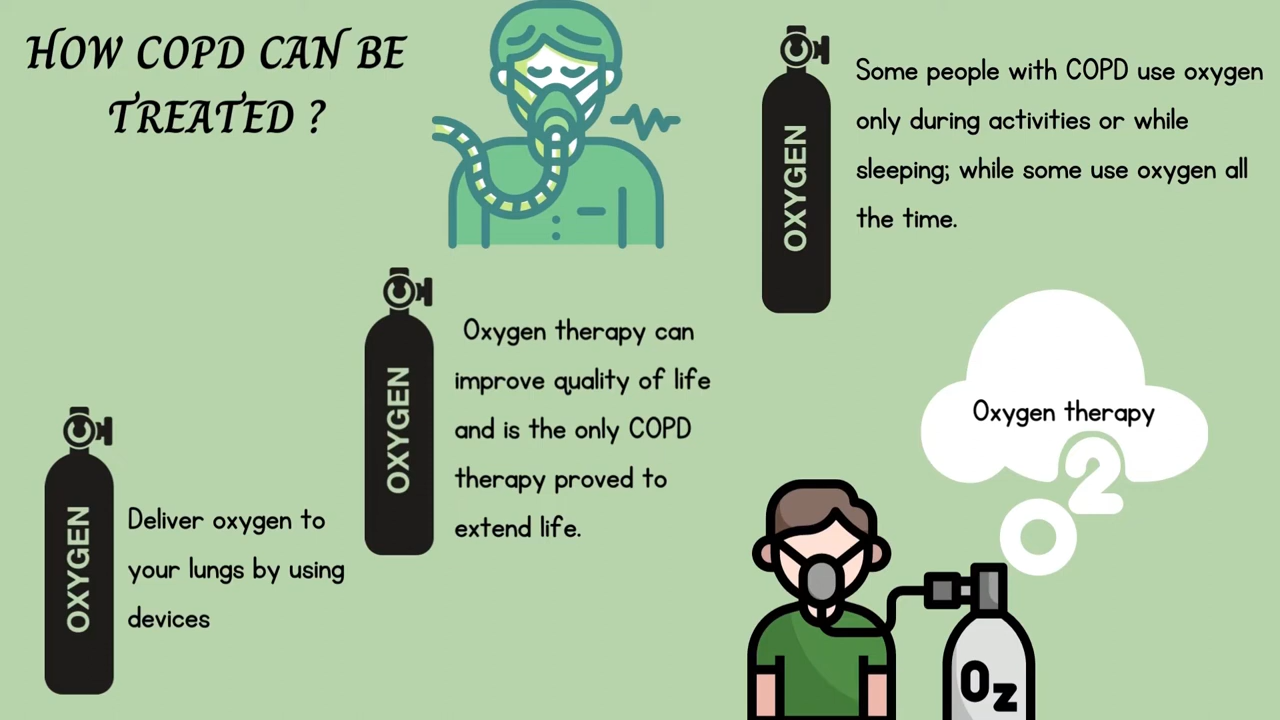 HOW COPD CAN BE
TREATED ?
OXYGEN
Some people with COPD use oxygen
only during activities or while
sleeping; while some use oxygen all
the time.
OXYGEN
Oxygen therapy can
improve quality of life
and is the only COPD
therapy proved to
extend life.
OXYGEN
Deliver oxygen to
your lungs by using
devices
Oxygen therapy
O2
O2